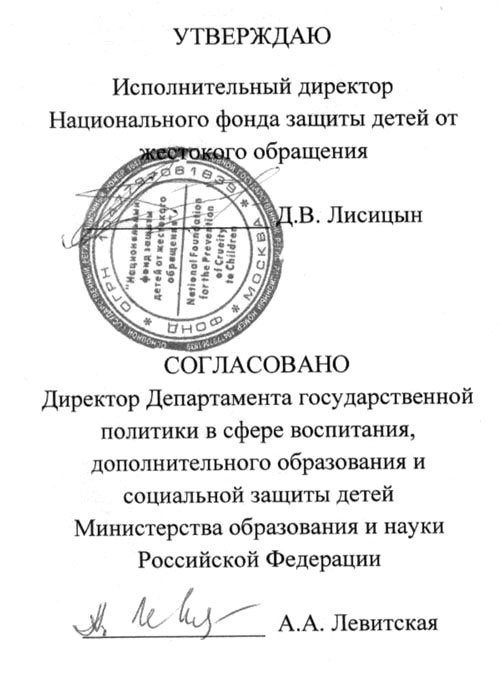 УТВЕРЖДАЮ
Исполнительный директор
Национального фонда защиты детей от
жестокого обращения
Д.В. Лисицын
"Национальный
фонд защиты
детей от жестокого
обращения"
National Foundation
for the Prevention
of Cruelty
to Children
* МОСКВА * ФОНД * ОГРН
СОГЛАСОВАНО
Директор Департамента государственной
политики в сфере воспитания,
дополнительного образования и
социальной защиты детей
Министерства образования и науки
Российской Федерации
А.А. Левитская